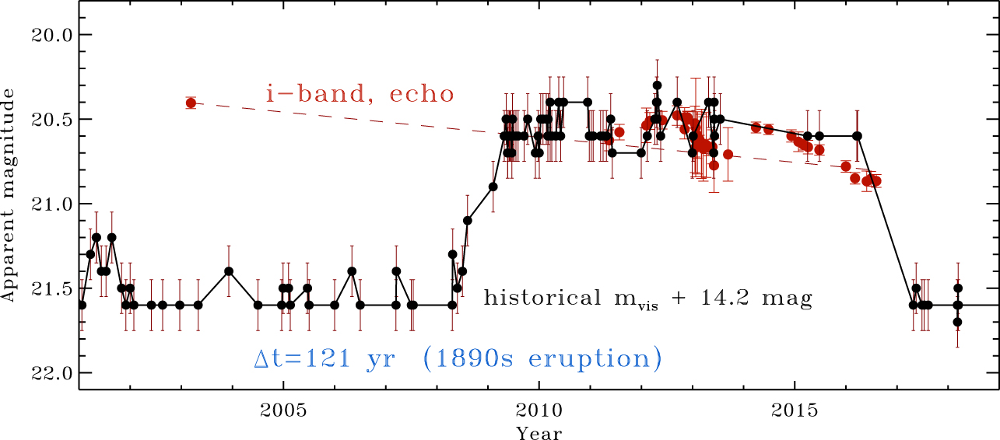 20.0
20.5
21.0
21.5
22.0
Apparent magnitude
i-band, echo
historical mvis + 14.2 mag
Δt=121 yr (1890s eruption)
2005
2010
2015
Year